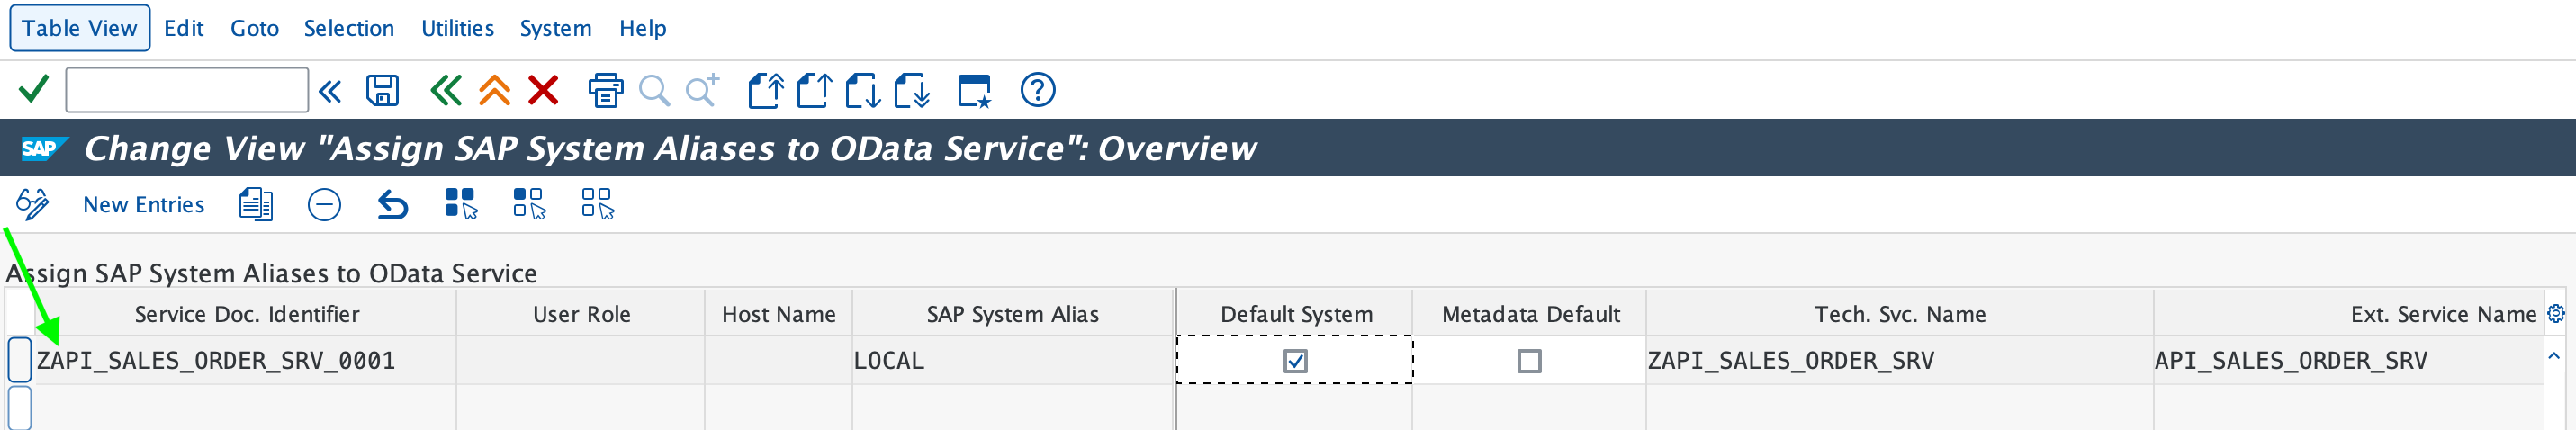 Table View Edit Goto Selection Utilities System Help
SAP Change View "Assign SAP System Aliases to OData Service": Overview
New Entries
Assign SAP System Aliases to OData Service
Service Doc. Identifier User Role Host Name SAP System Alias Default System Metadata Default Tech. Svc. Name Ext. Service Name
ZAPI_SALES_ORDER_SRV_0001 LOCAL ZAPI_SALES_ORDER_SRV API_SALES_ORDER_SRV